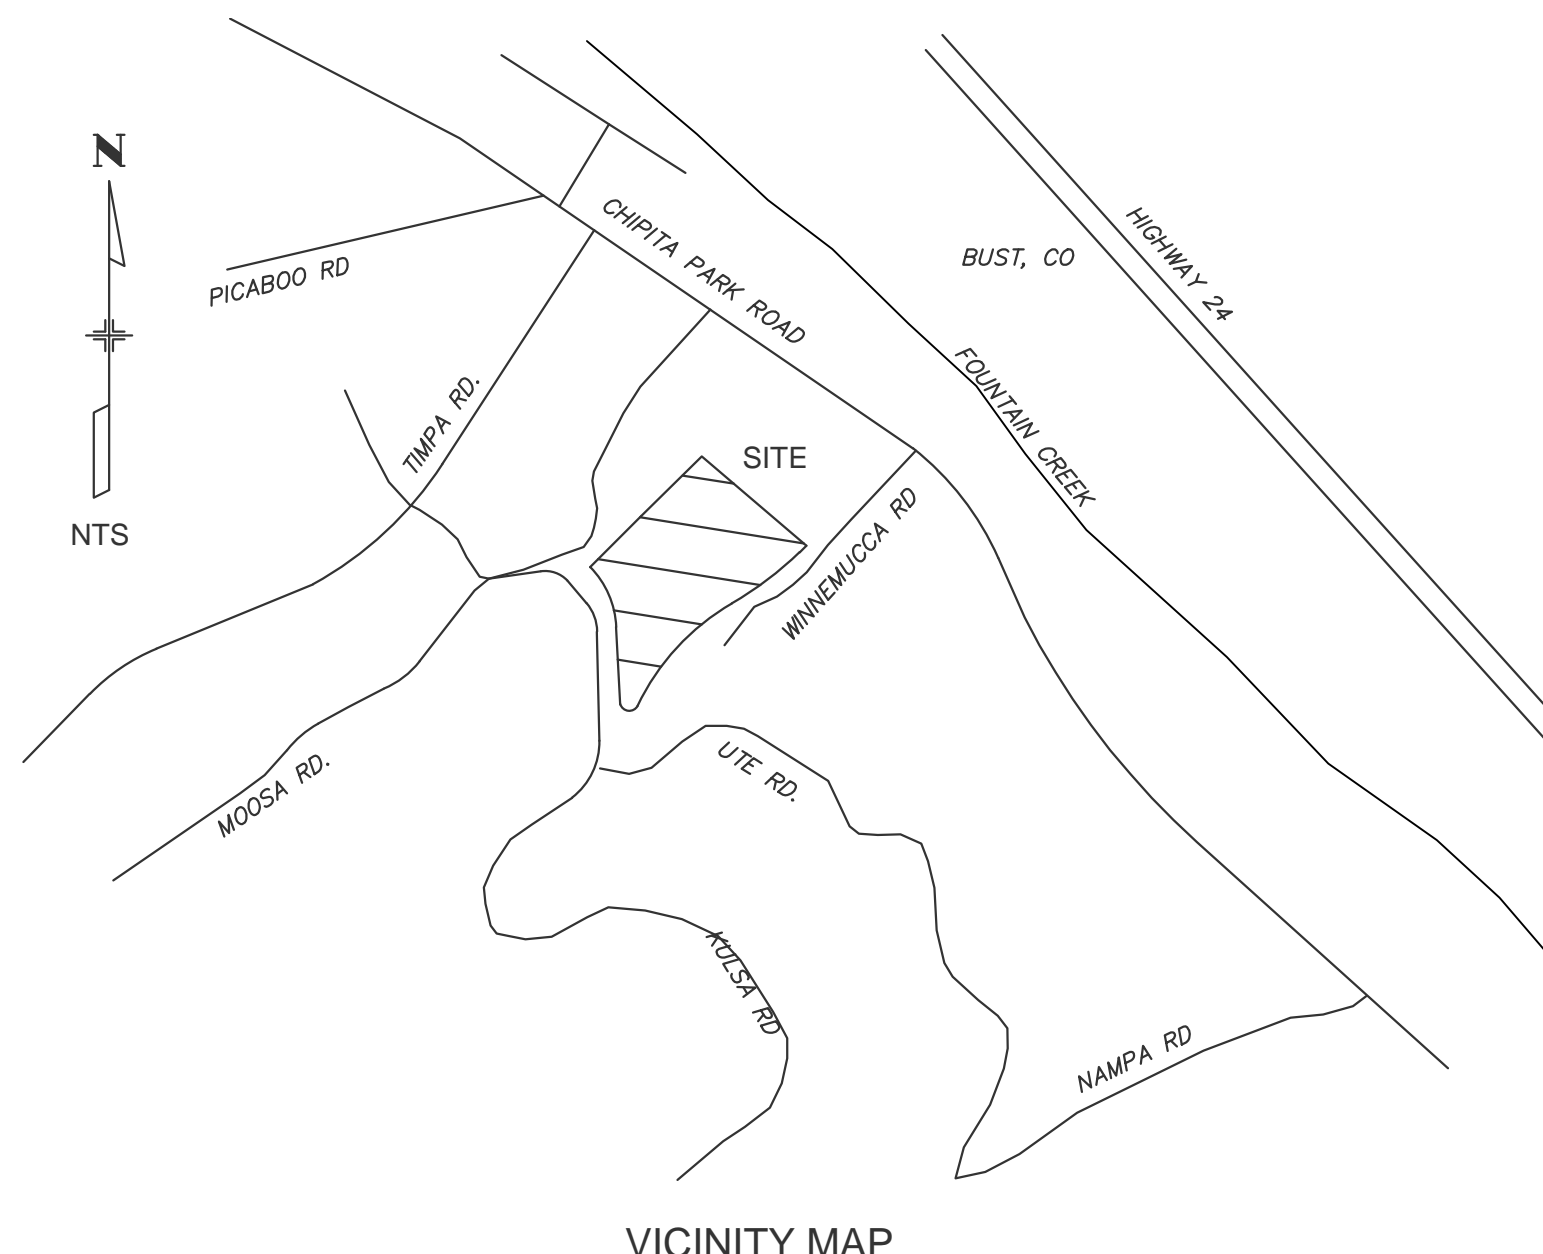 N
NTS
PICABOO RD
CHIPITA PARK ROAD
BUST, CO
HIGHWAY 24
TIMPA RD.
FOUNTAIN CREEK
SITE
WINNEMUCCA RD
MOOSA RD.
UTE RD.
KULSA RD
NAMPA RD
VICINITY MAP